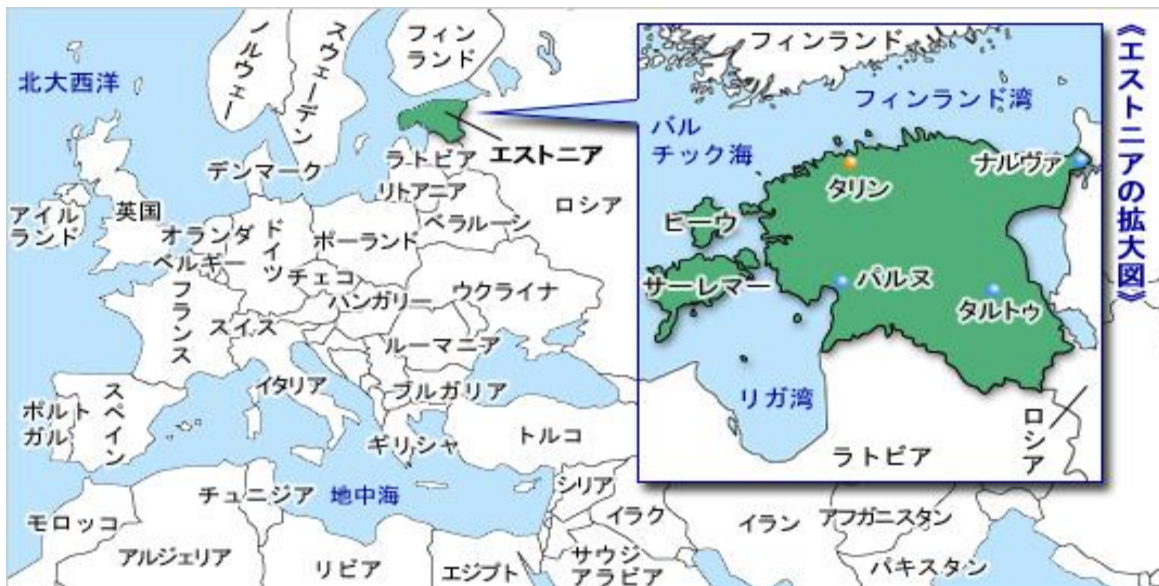 北大西洋
ノルウェー
スウェーデン
フィン
ランド
エストニア
ラトビア
リトアニア
ベラルーシ
ロシア
デンマーク
アイル
ランド
英国
オランダ
ベルギー
ドイツ
ポーランド
チェコ
ハンガリー
ウクライナ
フランス
スイス
ルーマニア
イタリア
ブルガリア
ポルト
ガル
スペイン
ギリシャ
トルコ
チュニジア
地中海
シリア
モロッコ
アルジェリア
リビア
エジプト
イラク
サウジ
アラビア
イラン
アフガニスタン
パキスタン
フィンランド
フィンランド湾
バル
チック海
タリン
ナルヴァ
ヒーウ
サーレマー
パルヌ
タルトゥ
リガ湾
ラトビア
ロシア
《エストニアの拡大図》